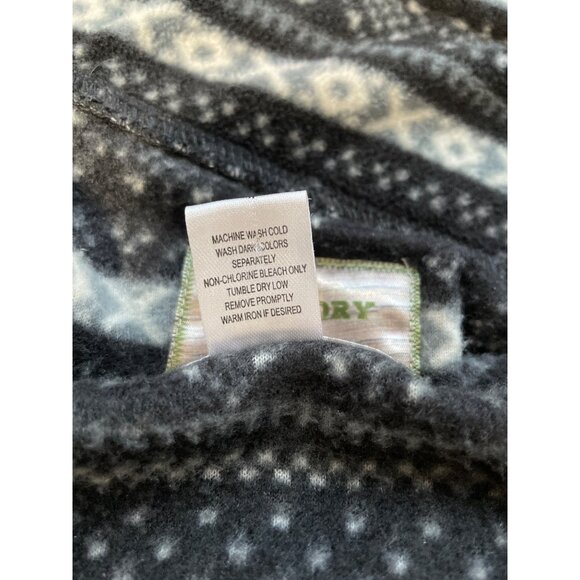 MACHINE WASH COLD
WASH DARK COLORS
SEPARATELY
NON-CHLORINE BLEACH ONLY
TUMBLE DRY LOW
REMOVE PROMPTLY
WARM IRON IF DESIRED
ORY